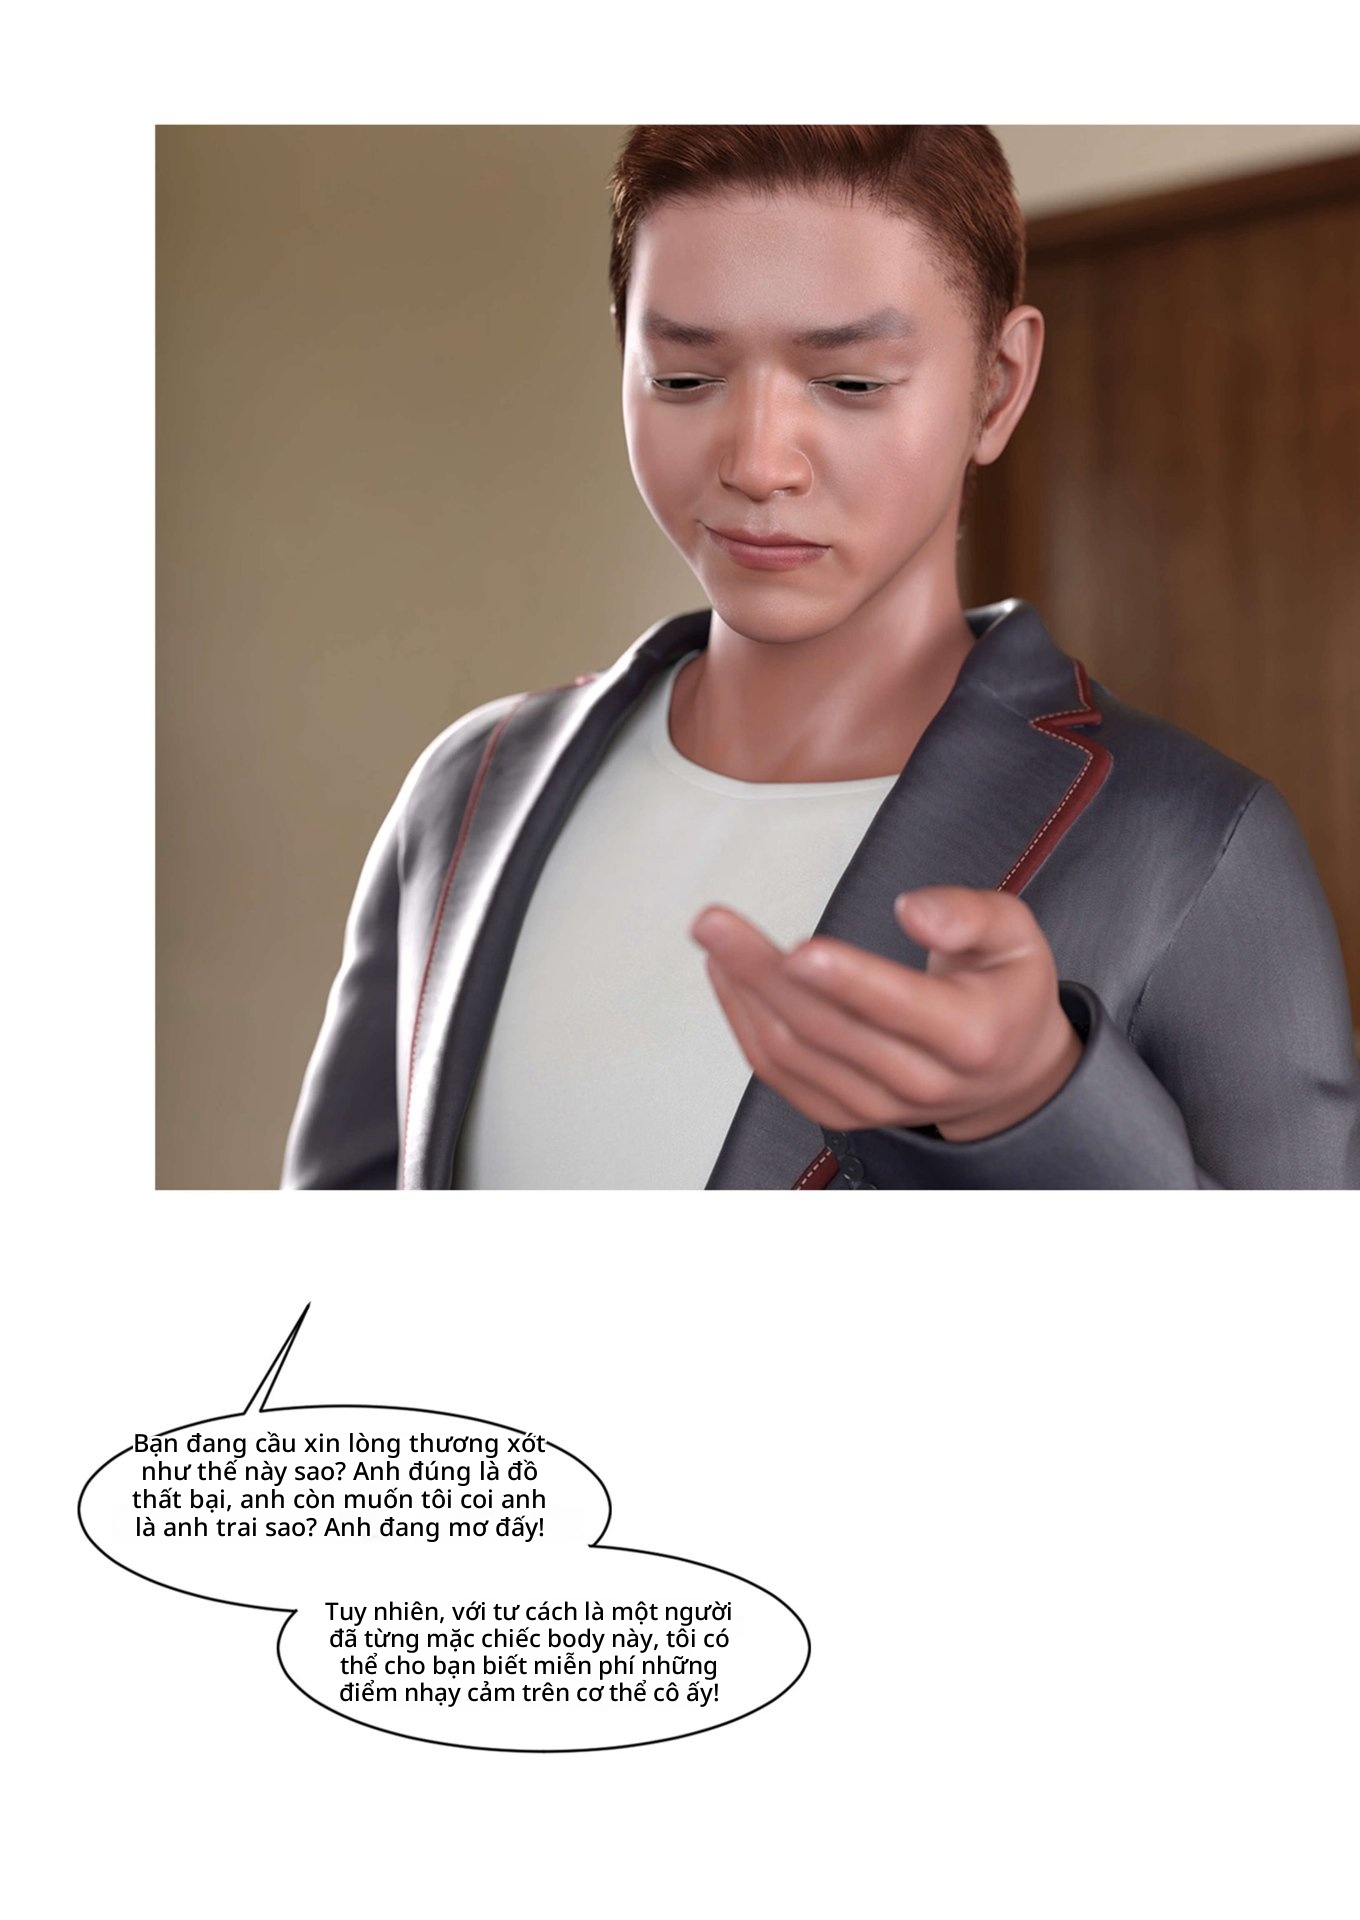 Bạn đang cầu xin lòng thương xót
như thế này sao? Anh đúng là đồ
thất bại, anh còn muốn tôi coi anh
là anh trai sao? Anh đang mơ đấy!
Tuy nhiên, với tư cách là một người
đã từng mặc chiếc body này, tôi có
thể cho bạn biết miễn phí những
điểm nhạy cảm trên cơ thể cô ấy!